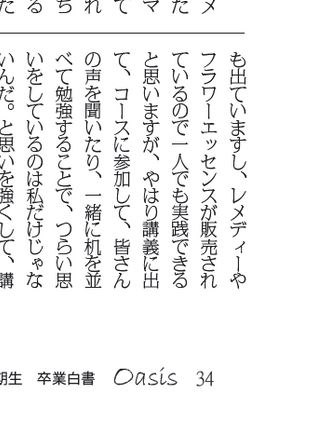 メ
た
マ
て
れ
ち
る
た
も出ていますし、レメディーや
フラワーエッセンスが販売され
ているので一人でも実践できる
と思いますが、やはり講義に出
て、コースに参加して、皆さん
の声を聞いたり、一緒に机を並
べて勉強することで、つらい思
いをしているのは私だけじゃな
いんだ。と思いを強くして、講
期生 卒業白書 Oasis 34